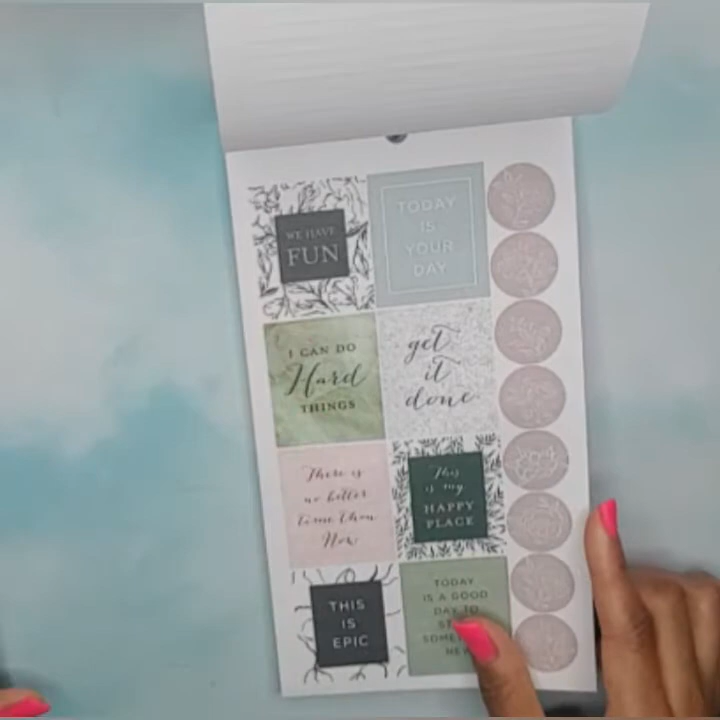 WE HAVE
FUN
TODAY
IS
YOUR
DAY
I CAN DO
Hard
THINGS
get
it
done
There is
no better
time than
Now
This
is my
HAPPY
PLACE
THIS
IS
EPIC
TODAY
IS A GOOD
DAY TO